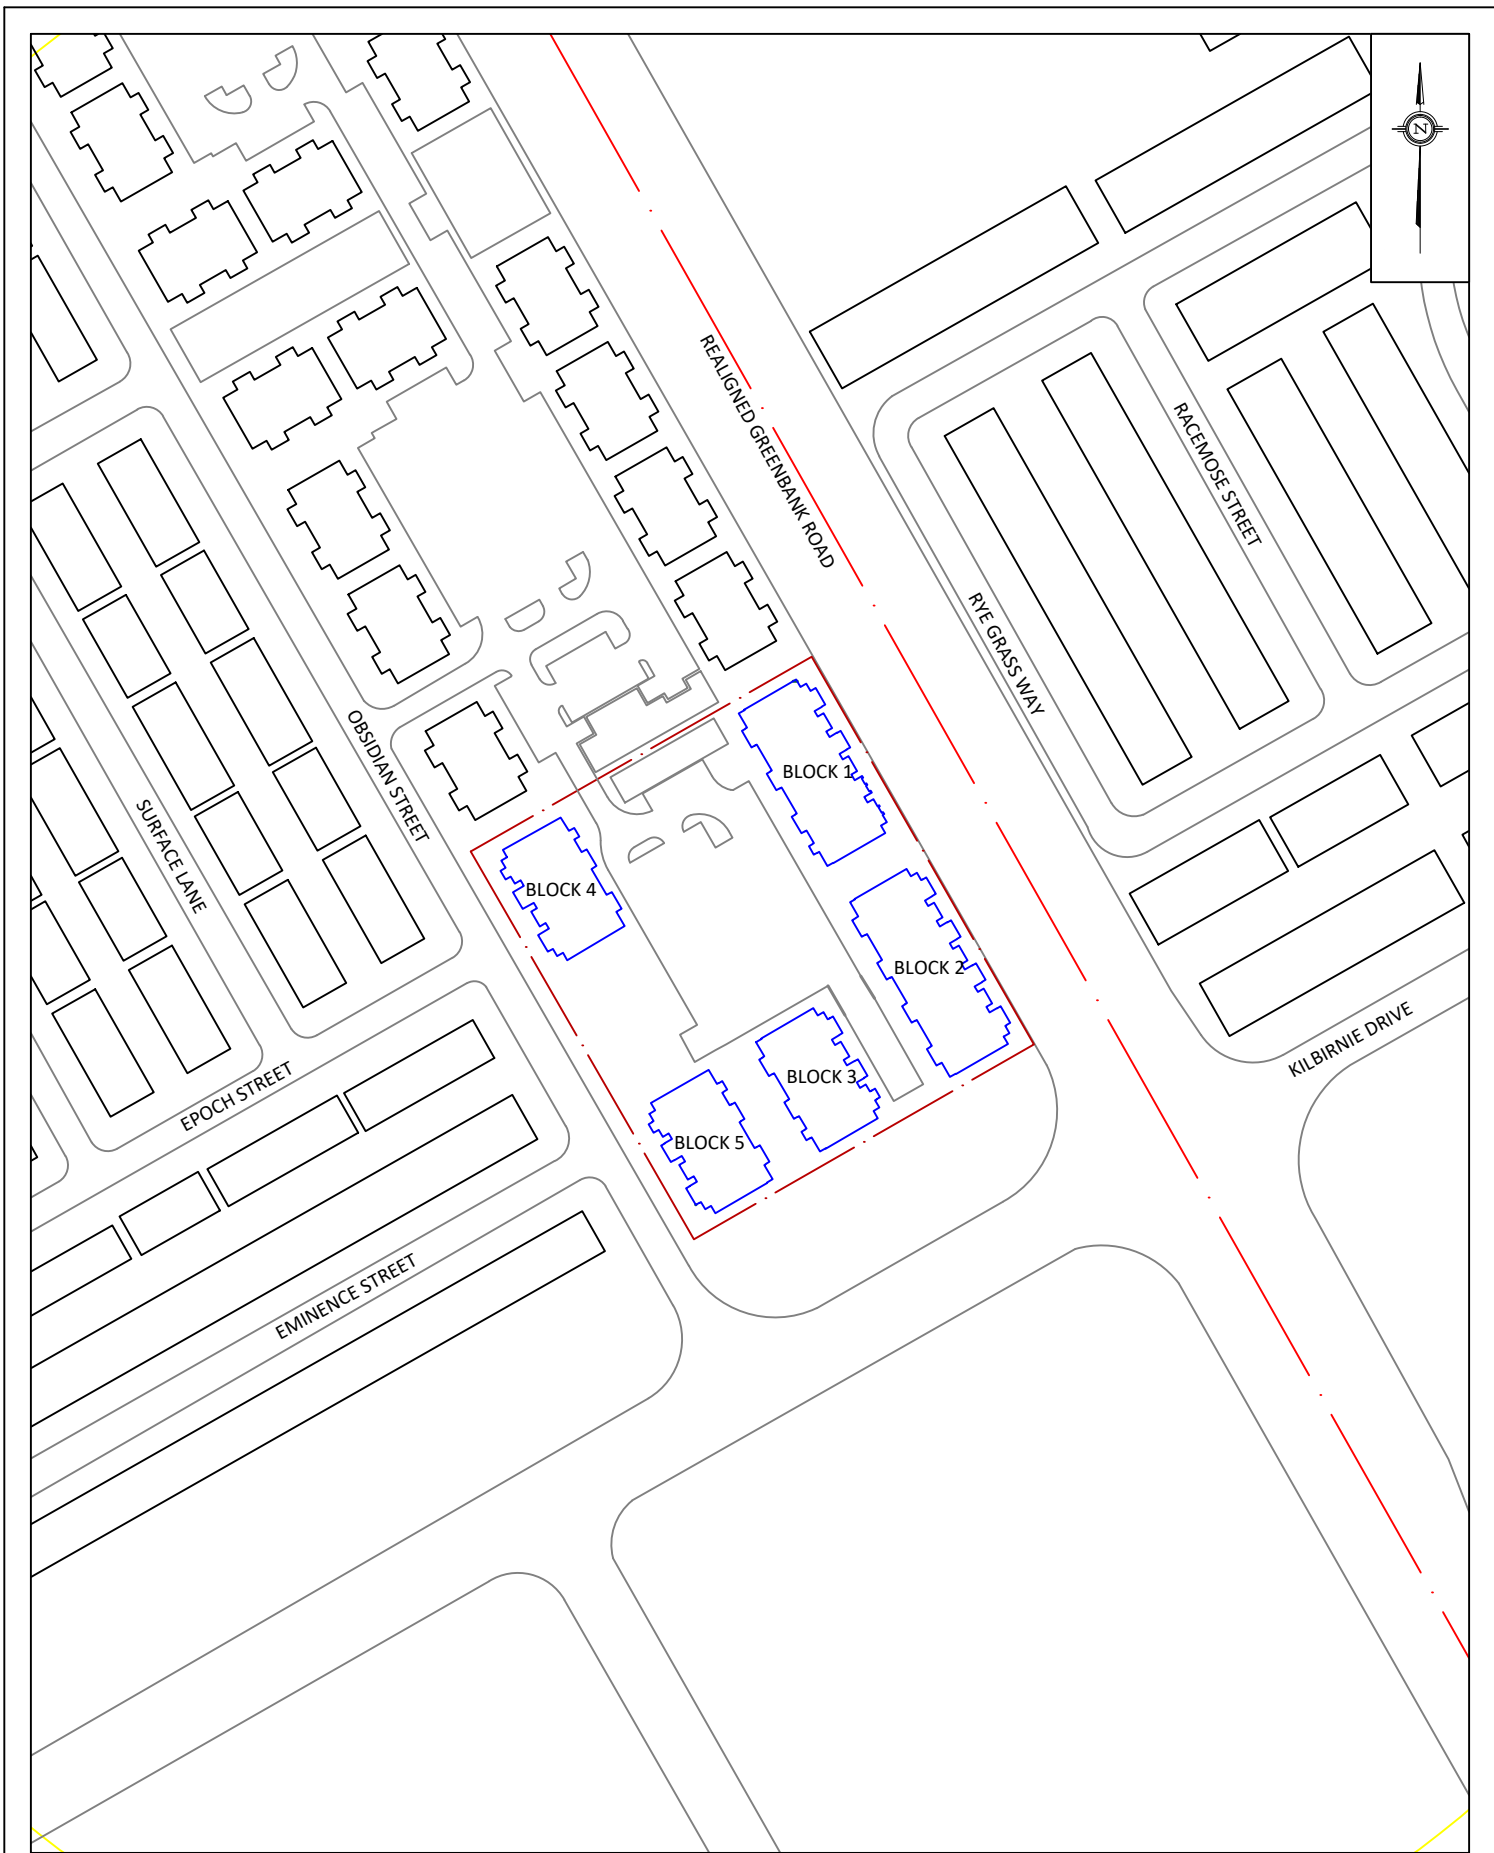 N
REALIGNED GREENBANK ROAD
RACEMOSE STREET
RYE GRASS WAY
OBSIDIAN STREET
SURFACE LANE
BLOCK 1
BLOCK 4
BLOCK 2
KILBIRNIE DRIVE
BLOCK 3
EPOCH STREET
BLOCK 5
EMINENCE STREET